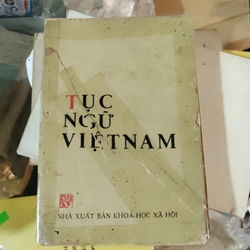 TỤC
NGỮ
VIỆTNAM
NHÀ XUẤT BẢN KHOA HỌC XÃ HỘI